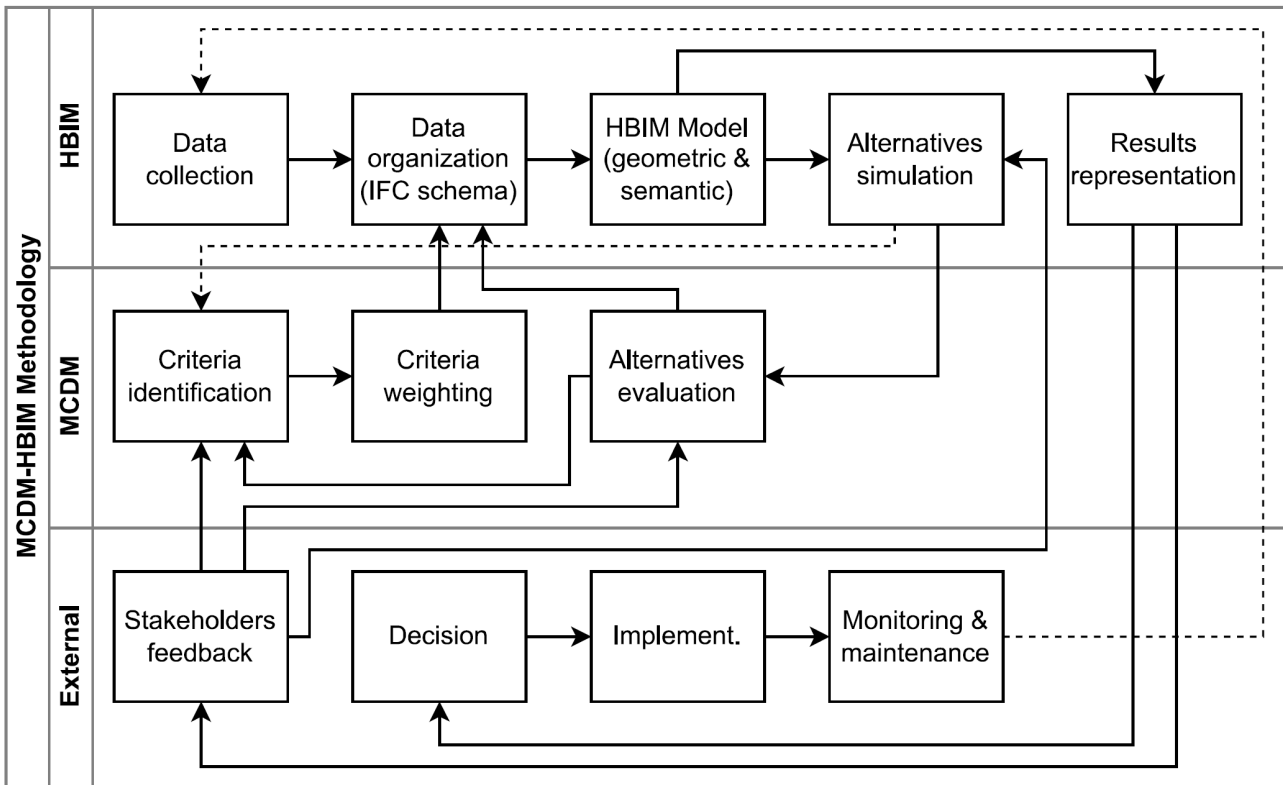 MCDM-HBIM Methodology
HBIM
Data
collection
Data
organization
(IFC schema)
HBIM Model
(geometric &
semantic)
Alternatives
simulation
Results
representation
MCDM
Criteria
identification
Criteria
weighting
Alternatives
evaluation
External
Stakeholders
feedback
Decision
Implement.
Monitoring &
maintenance